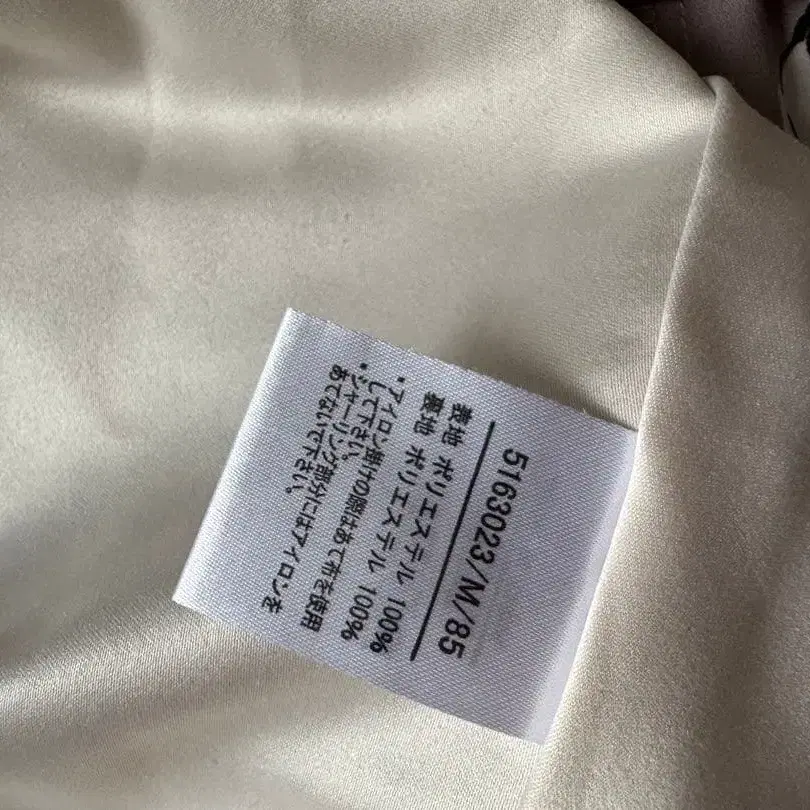 5163023/M/85
表地 ポリエステル 100%
裏地 ポリエステル 100%
*アイロン掛けの際はあて布を使用
して下さい。
*シャーリング部分にはアイロンを
あてないで下さい。